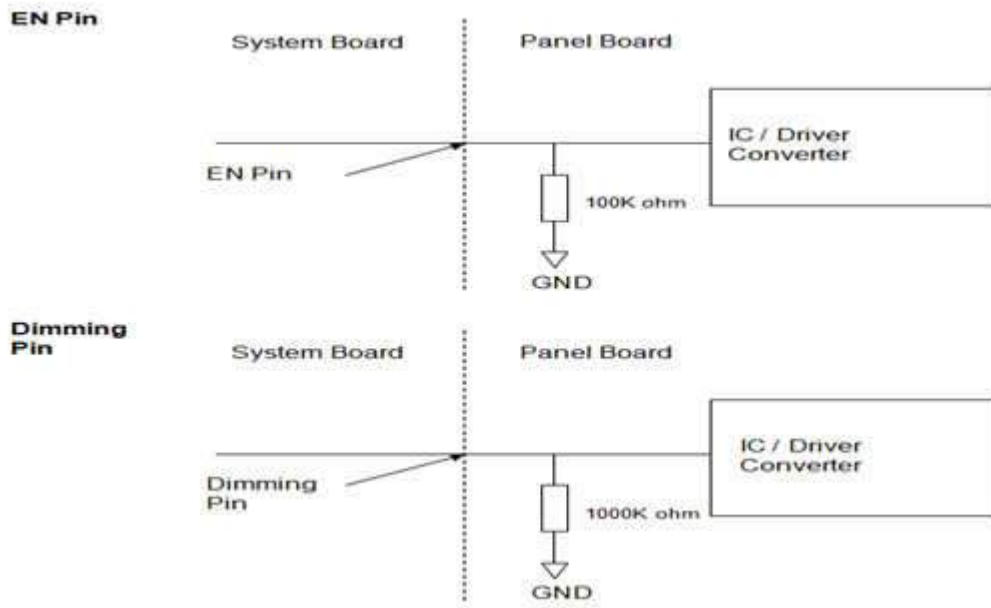 EN Pin
System Board
Panel Board
IC / Driver
Converter
EN Pin
100K ohm
GND
Dimming
Pin
System Board
Panel Board
IC / Driver
Converter
Dimming
Pin
1000K ohm
GND